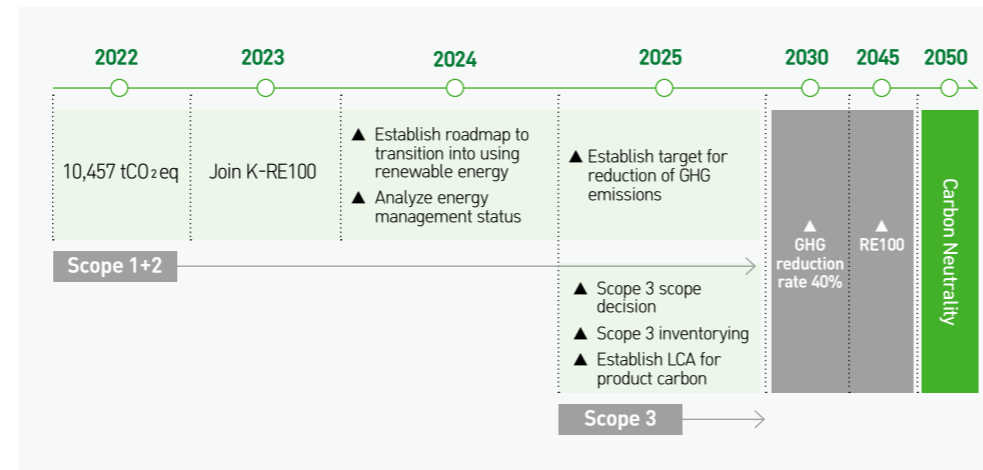 2022
2023
2024
2025
2030
2045
2050
10,457 tCO₂eq
Join K-RE100
▲ Establish roadmap to
transition into using
renewable energy
▲ Analyze energy
management status
▲ Establish target for
reduction of GHG
emissions
Scope 1+2
▲ Scope 3 scope
decision
▲ Scope 3 inventorying
▲ Establish LCA for
product carbon
Scope 3
▲
GHG
reduction
rate 40%
▲
RE100
Carbon Neutrality